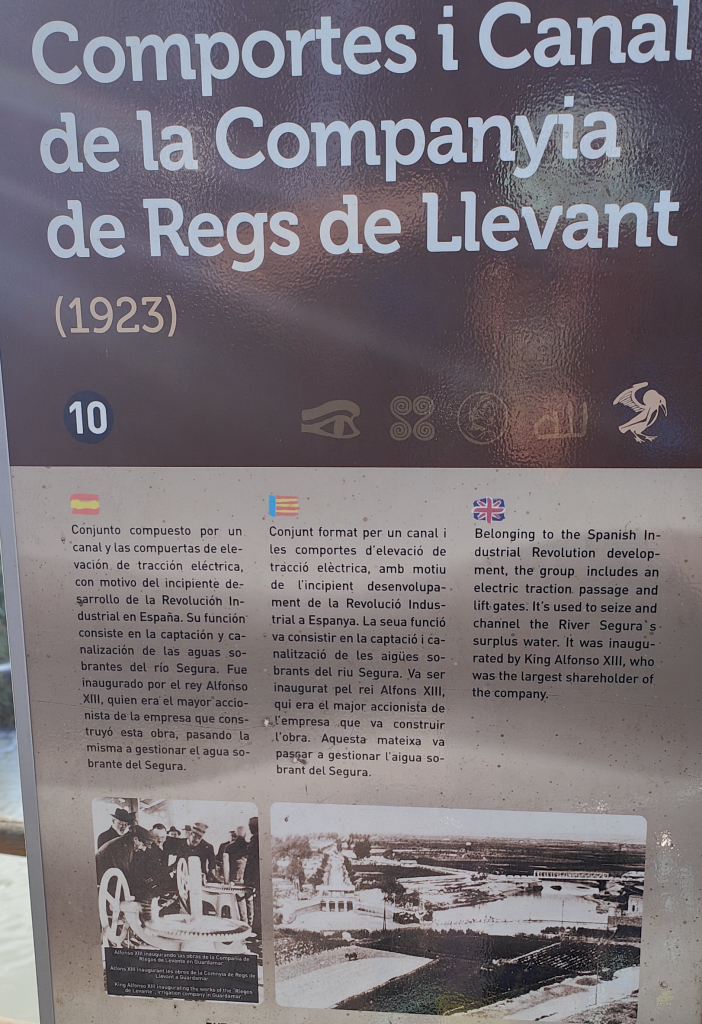 Comportes i Canal
de la Companyia
de Regs de Llevant
(1923)
10
Conjunto compuesto por un
canal y las compuertas de ele-
vación de tracción eléctrica,
con motivo del incipiente de-
sarrollo de la Revolución In-
dustrial en España. Su función
consiste en la captación y ca-
nalización de las aguas so-
brantes del río Segura. Fue
inaugurado por el rey Alfonso
XIII, quien era el mayor accio-
nista de la empresa que cons-
truyó esta obra, pasando la
misma a gestionar el agua so-
brante del Segura.
Conjunt format per un canal i
les comportes d'elevació de
tracció elèctrica, amb motiu
de l'incipient desenvolupa-
ment de la Revolució Indus-
trial a Espanya. La seua funció
va consistir en la captació i ca-
nalització de les aigües so-
brants del riu Segura. Va ser
inaugurat pel rei Alfons XIII,
qui era el major accionista de
l'empresa que va construir
l'obra. Aquesta mateixa va
passar a gestionar l'aigua so-
brant del Segura.
Belonging to the Spanish In-
dustrial Revolution develop-
ment, the group includes an
electric traction passage and
lift gates. It's used to seize and
channel the River Segura`s
surplus water. It was inaugu-
rated by King Alfonso XIII, who
was the largest shareholder of
the company.
Alfonso XIII inaugurando las obras de la Compañía de
Riegos de Levante en Guardamar.
Alfons XIII inaugurant les obres de la Comnyia de Regs de
Llevant a Guardamar.
King Alfonso XIII inaugurating the works of the "Riegos
de Levante", irrigation company in Guardamar.